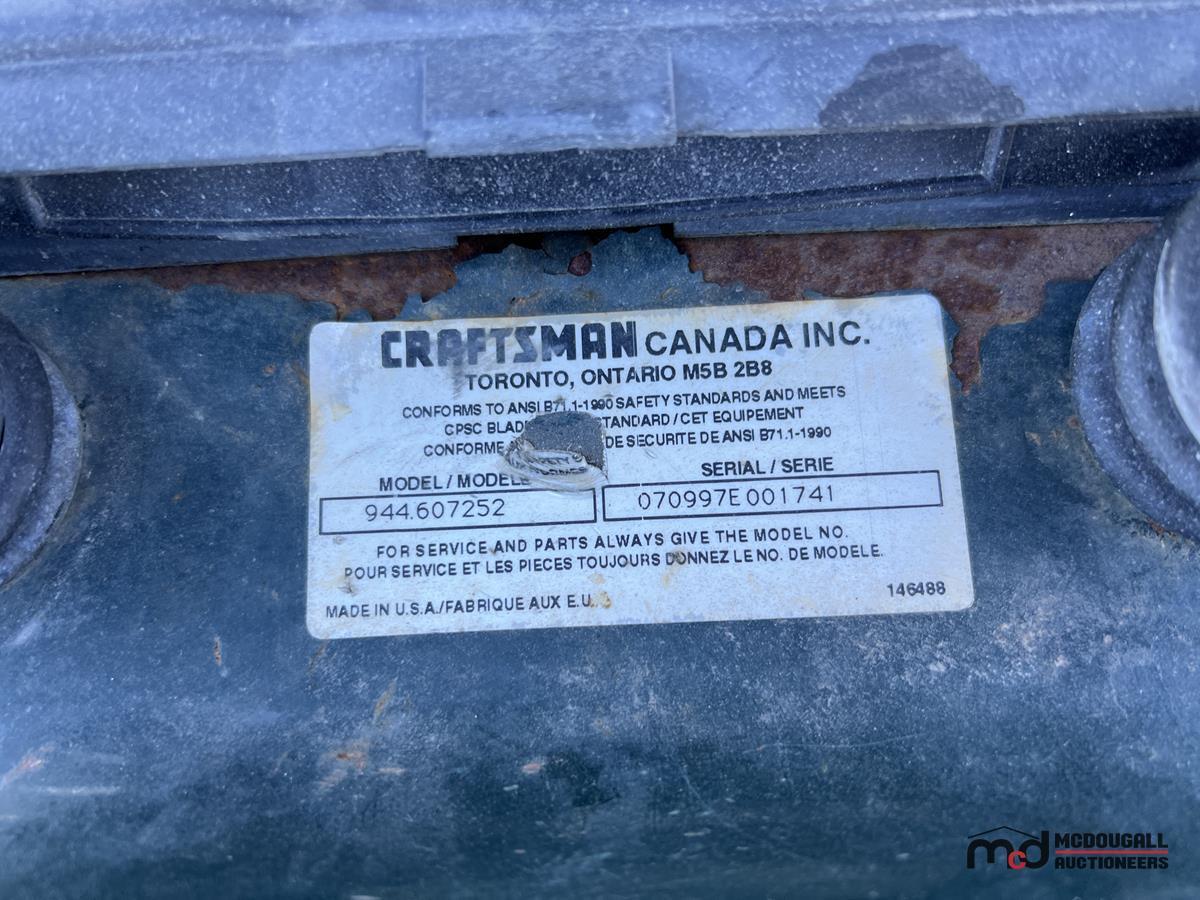 CRAFTSMAN CANADA INC.
TORONTO, ONTARIO M5B 2B8
CONFORMS TO ANSI B71.1-1990 SAFETY STANDARDS AND MEETS
CPSC STANDARD / CET EQUIPEMENT
CONFORME DE SECURITE DE ANSI B71.1-1990
MODEL / MODELE SERIAL / SERIE
944.607252 070997E001741
FOR SERVICE AND PARTS ALWAYS GIVE THE MODEL NO.
POUR SERVICE ET LES PIECES TOUJOURS DONNEZ LE NO. DE MODELE.
146488
MADE IN U.S.A./FABRIQUE AUX E.U.
mcd MCDOUGALL
AUCTIONEERS